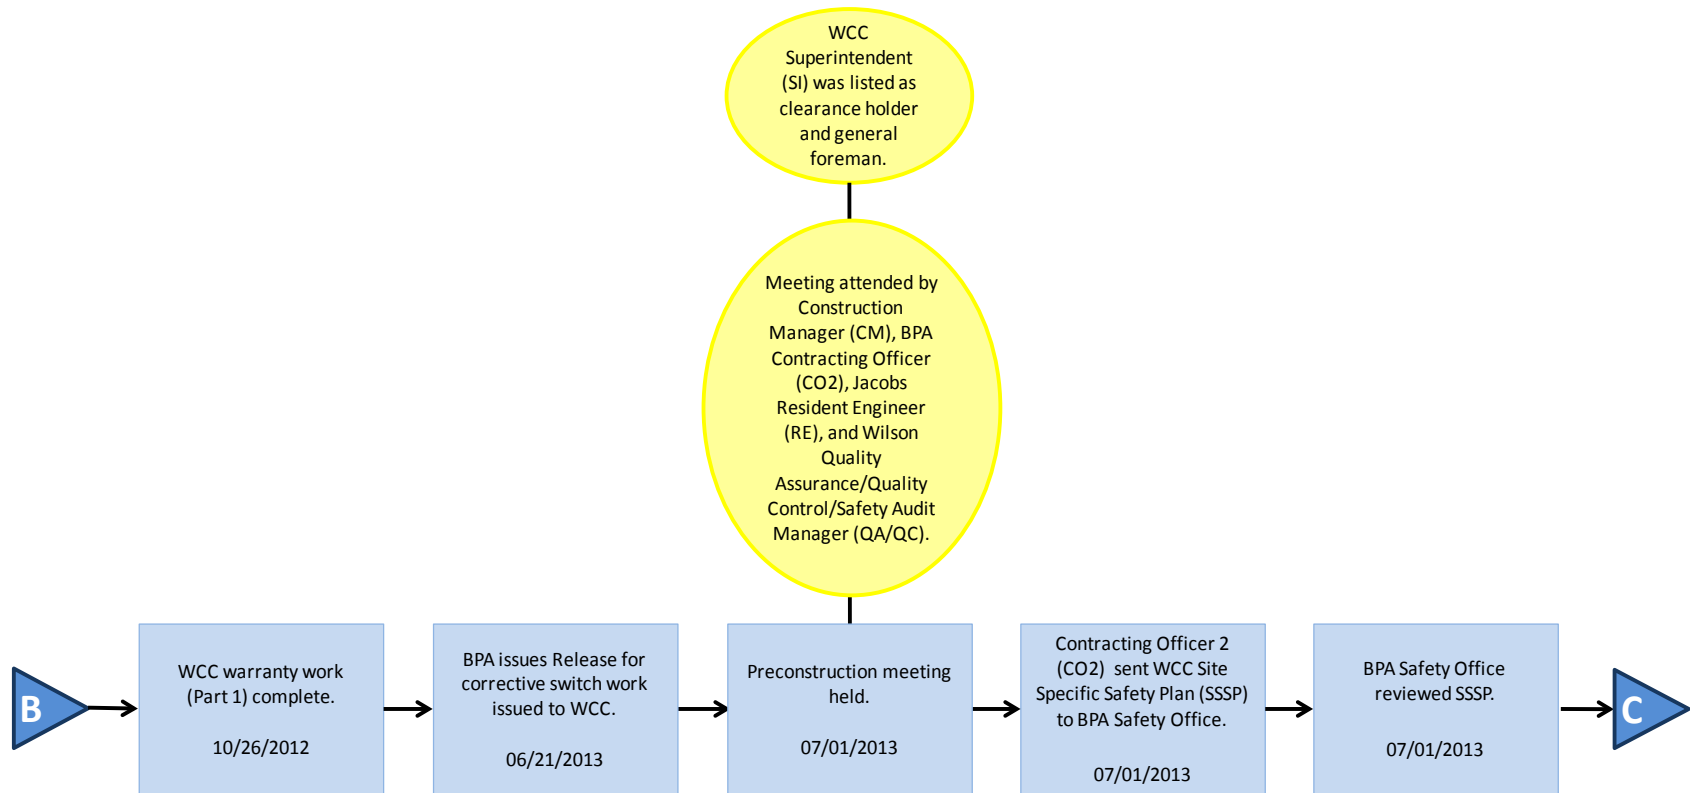 WCC
Superintendent
(SI) was listed as
clearance holder
and general
foreman.
Meeting attended by
Construction
Manager (CM), BPA
Contracting Officer
(CO2), Jacobs
Resident Engineer
(RE), and Wilson
Quality
Assurance/Quality
Control/Safety Audit
Manager (QA/QC).
B
WCC warranty work
(Part 1) complete.
10/26/2012
BPA issues Release for
corrective switch work
issued to WCC.
06/21/2013
Preconstruction meeting
held.
07/01/2013
Contracting Officer 2
(CO2) sent WCC Site
Specific Safety Plan (SSSP)
to BPA Safety Office.
07/01/2013
BPA Safety Office
reviewed SSSP.
07/01/2013
C